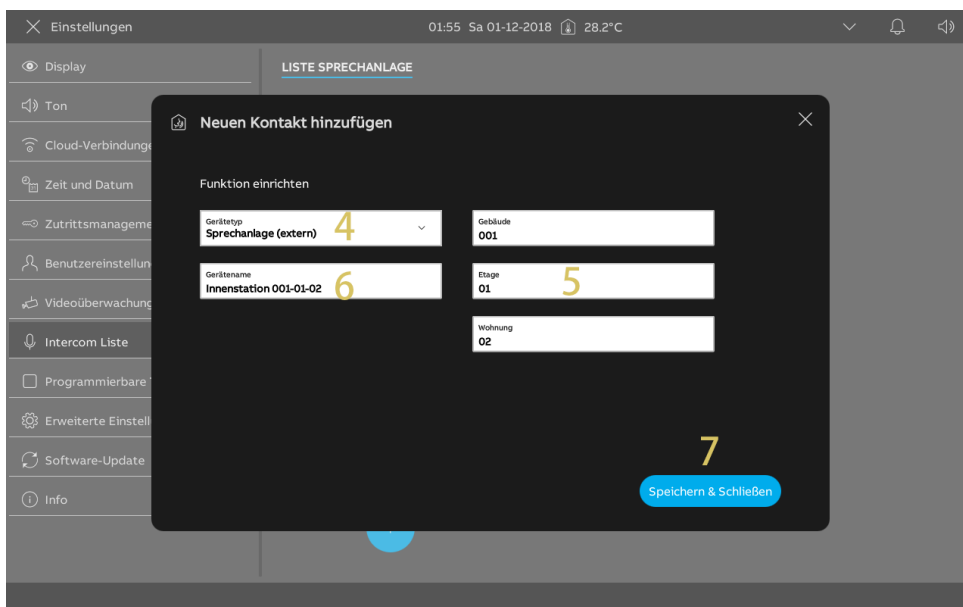 Einstellungen
01:55 Sa 01-12-2018 28.2°C
Display
LISTE SPRECHANLAGE
Ton
Neuen Kontakt hinzufügen
Cloud-Verbindunge
Zeit und Datum
Funktion einrichten
Zutrittsmanageme
Gerätetyp
Sprechanlage (extern)
4
Gebäude
001
Benutzereinstellun
Gerätename
Innenstation 001-01-02
6
Etage
01
5
Videoüberwachung
Wohnung
02
Intercom Liste
Programmierbare
Erweiterte Einstell
7
Software-Update
Speichern & Schließen
Info